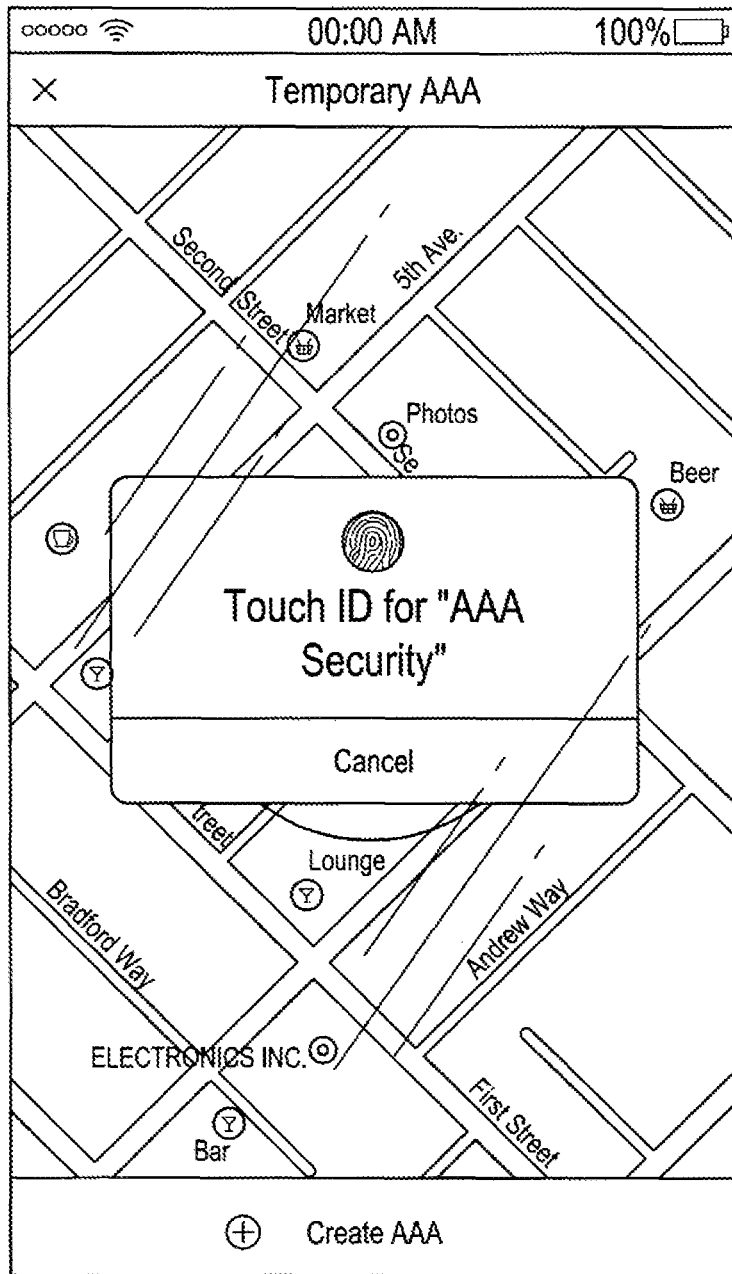 00:00 AM
100%
Temporary AAA
Second Street
5th Ave.
Market
Photos
Se
Beer
Touch ID for "AAA
Security"
Cancel
treet
Lounge
Bradford Way
Andrew Way
ELECTRONICS INC.
First Street
Bar
Create AAA